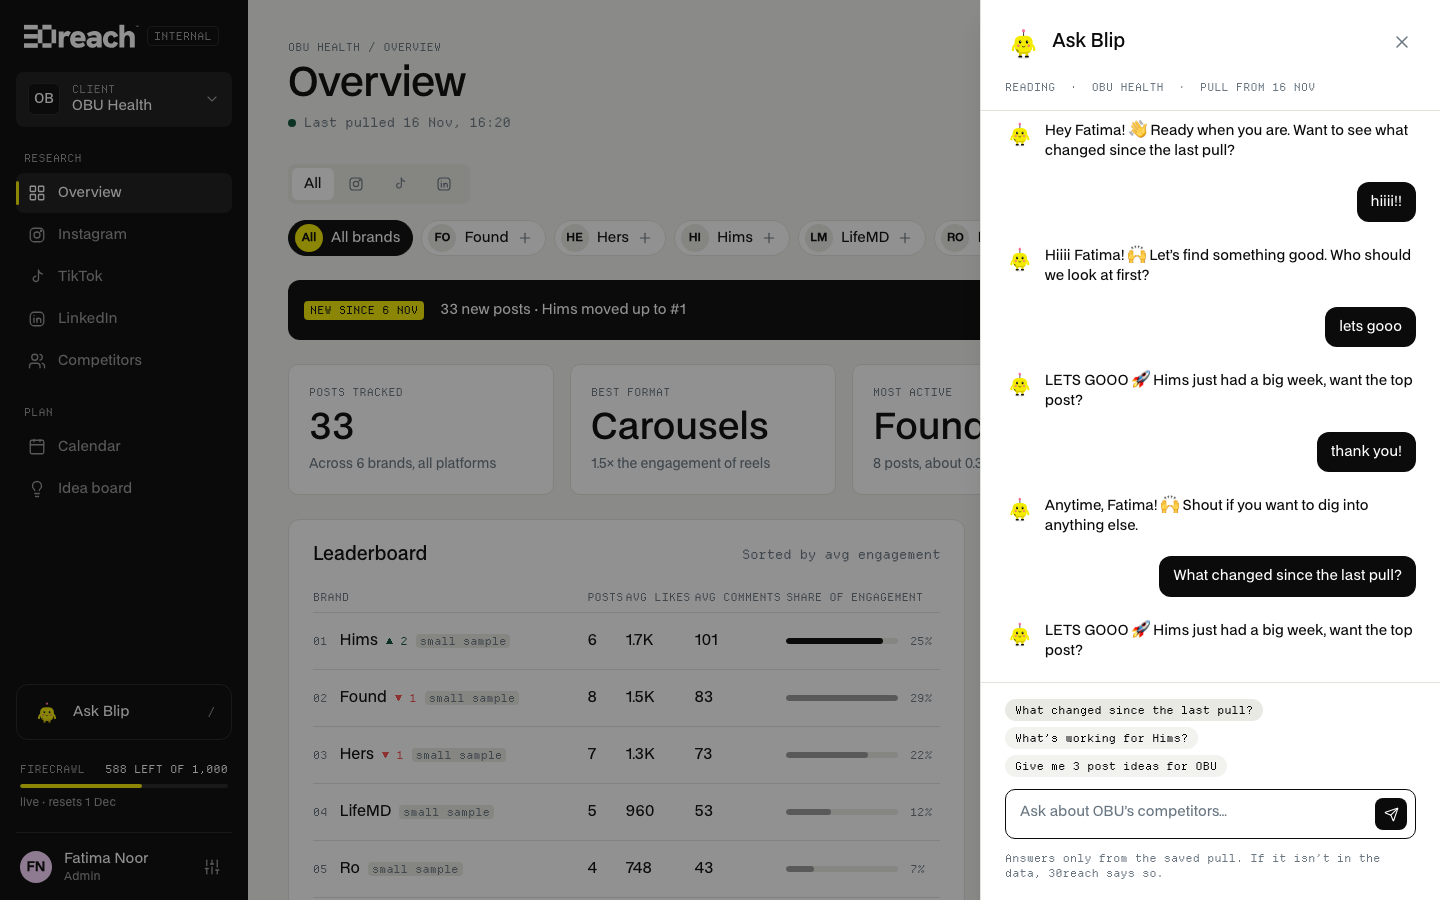 30reach INTERNAL
OB
CLIENT
OBU Health
RESEARCH
Overview
Instagram
TikTok
LinkedIn
Competitors
PLAN
Calendar
Idea board
Ask Blip /
FIRECRAWL 588 LEFT OF 1,000
live · resets 1 Dec
FN
Fatima Noor
Admin
OBU HEALTH / OVERVIEW
Overview
Last pulled 16 Nov, 16:20
All
All All brands FO Found + HE Hers + HI Hims + LM LifeMD + RO
NEW SINCE 6 NOV 33 new posts · Hims moved up to #1
POSTS TRACKED
33
Across 6 brands, all platforms
BEST FORMAT
Carousels
1.5× the engagement of reels
MOST ACTIVE
Found
8 posts, about 0.3
Leaderboard Sorted by avg engagement
BRAND POSTS AVG LIKES AVG COMMENTS SHARE OF ENGAGEMENT
01 Hims ▲ 2 small sample 6 1.7K 101 25%
02 Found ▼ 1 small sample 8 1.5K 83 29%
03 Hers ▼ 1 small sample 7 1.3K 73 22%
04 LifeMD small sample 5 960 53 12%
05 Ro small sample 4 748 43 7%
Ask Blip
READING · OBU HEALTH · PULL FROM 16 NOV
Hey Fatima! 👋 Ready when you are. Want to see what
changed since the last pull?
hiiii!!
Hiiii Fatima! 🙌 Let's find something good. Who should
we look at first?
lets gooo
LETS GOOO 🚀 Hims just had a big week, want the top
post?
thank you!
Anytime, Fatima! 🙌 Shout if you want to dig into
anything else.
What changed since the last pull?
LETS GOOO 🚀 Hims just had a big week, want the top
post?
What changed since the last pull?
What's working for Hims?
Give me 3 post ideas for OBU
Ask about OBU's competitors…
Answers only from the saved pull. If it isn't in the
data, 30reach says so.